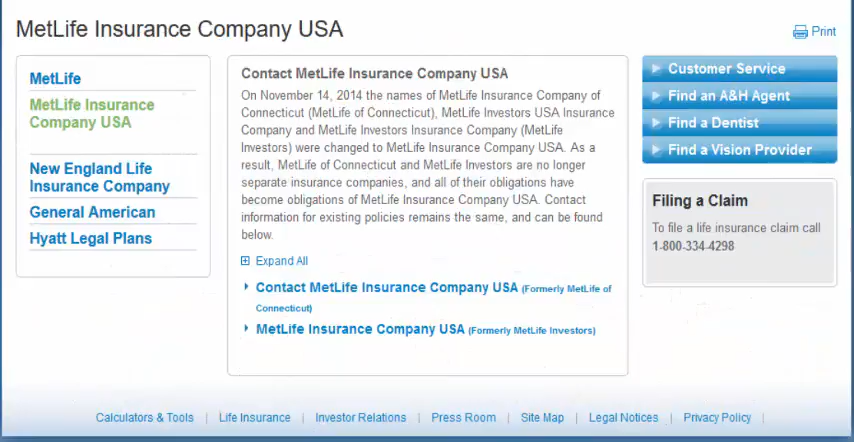 MetLife Insurance Company USA
Print
MetLife
MetLife Insurance
Company USA
New England Life
Insurance Company
General American
Hyatt Legal Plans
Contact MetLife Insurance Company USA
On November 14, 2014 the names of MetLife Insurance Company of
Connecticut (MetLife of Connecticut), MetLife Investors USA Insurance
Company and MetLife Investors Insurance Company (MetLife
Investors) were changed to MetLife Insurance Company USA. As a
result, MetLife of Connecticut and MetLife Investors are no longer
separate insurance companies, and all of their obligations have
become obligations of MetLife Insurance Company USA. Contact
information for existing policies remains the same, and can be found
below.
Expand All
Contact MetLife Insurance Company USA (Formerly MetLife of
Connecticut)
MetLife Insurance Company USA (Formerly MetLife Investors)
Customer Service
Find an A&H Agent
Find a Dentist
Find a Vision Provider
Filing a Claim
To file a life insurance claim call
1-800-334-4298
Calculators & Tools | Life Insurance | Investor Relations | Press Room | Site Map | Legal Notices | Privacy Policy |